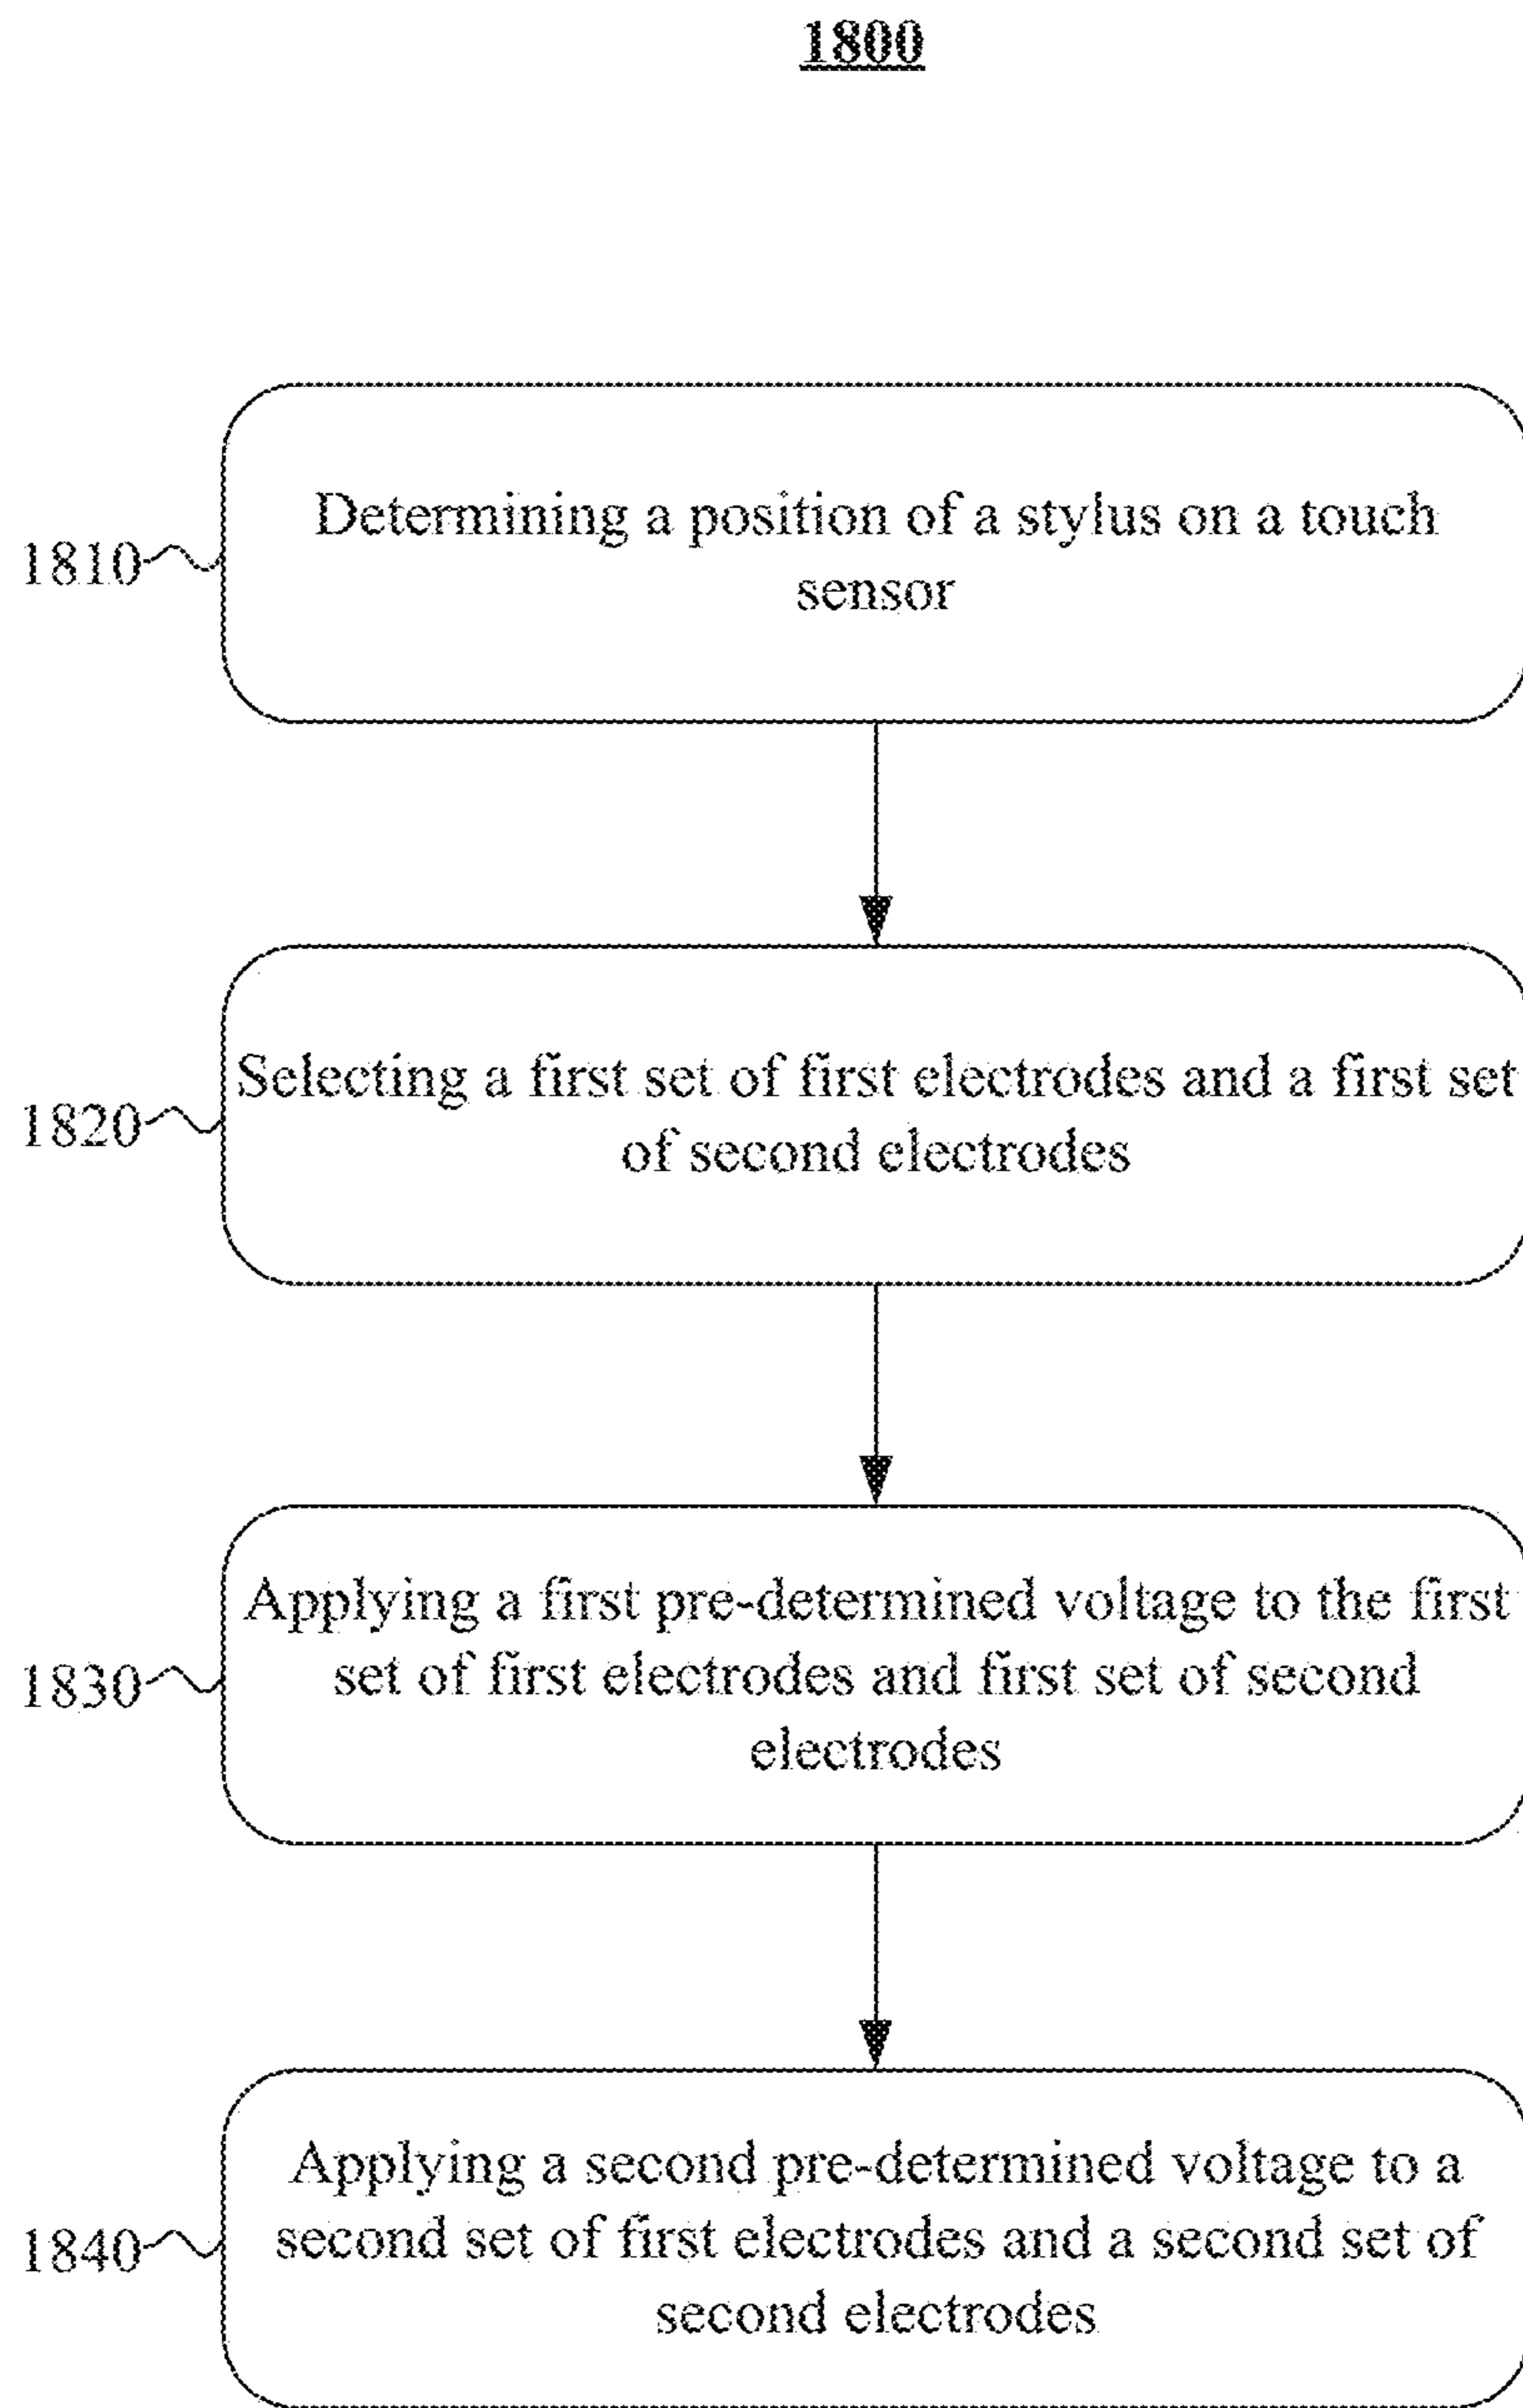 1800
1810
Determining a position of a stylus on a touch
sensor
1820
Selecting a first set of first electrodes and a first set
of second electrodes
1830
Applying a first pre-determined voltage to the first
set of first electrodes and first set of second
electrodes
1840
Applying a second pre-determined voltage to a
second set of first electrodes and a second set of
second electrodes